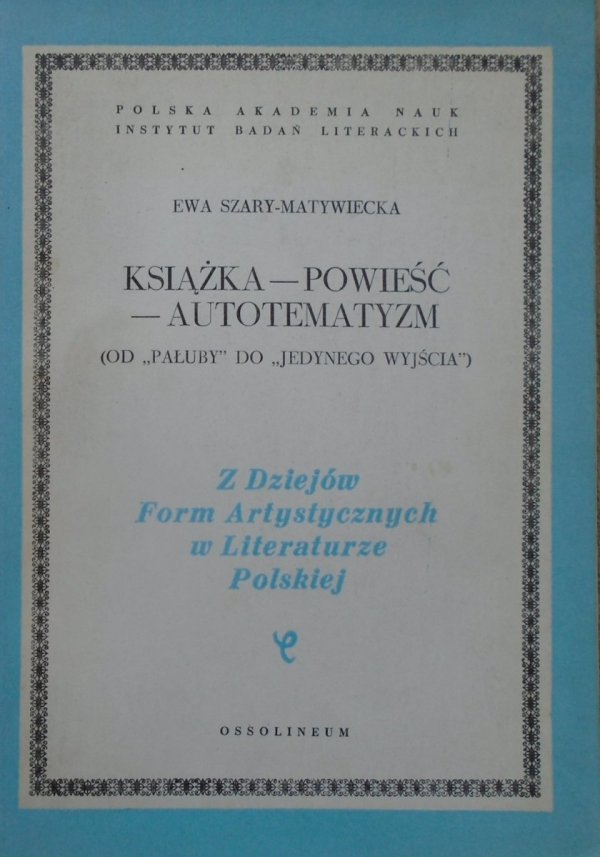 POLSKA AKADEMIA NAUK
INSTYTUT BADAŃ LITERACKICH
EWA SZARY-MATYWIECKA
KSIĄŻKA — POWIEŚĆ
— AUTOTEMATYZM
(OD „PAŁUBY” DO „JEDYNEGO WYJŚCIA”)
Z Dziejów
Form Artystycznych
w Literaturze
Polskiej
OSSOLINEUM